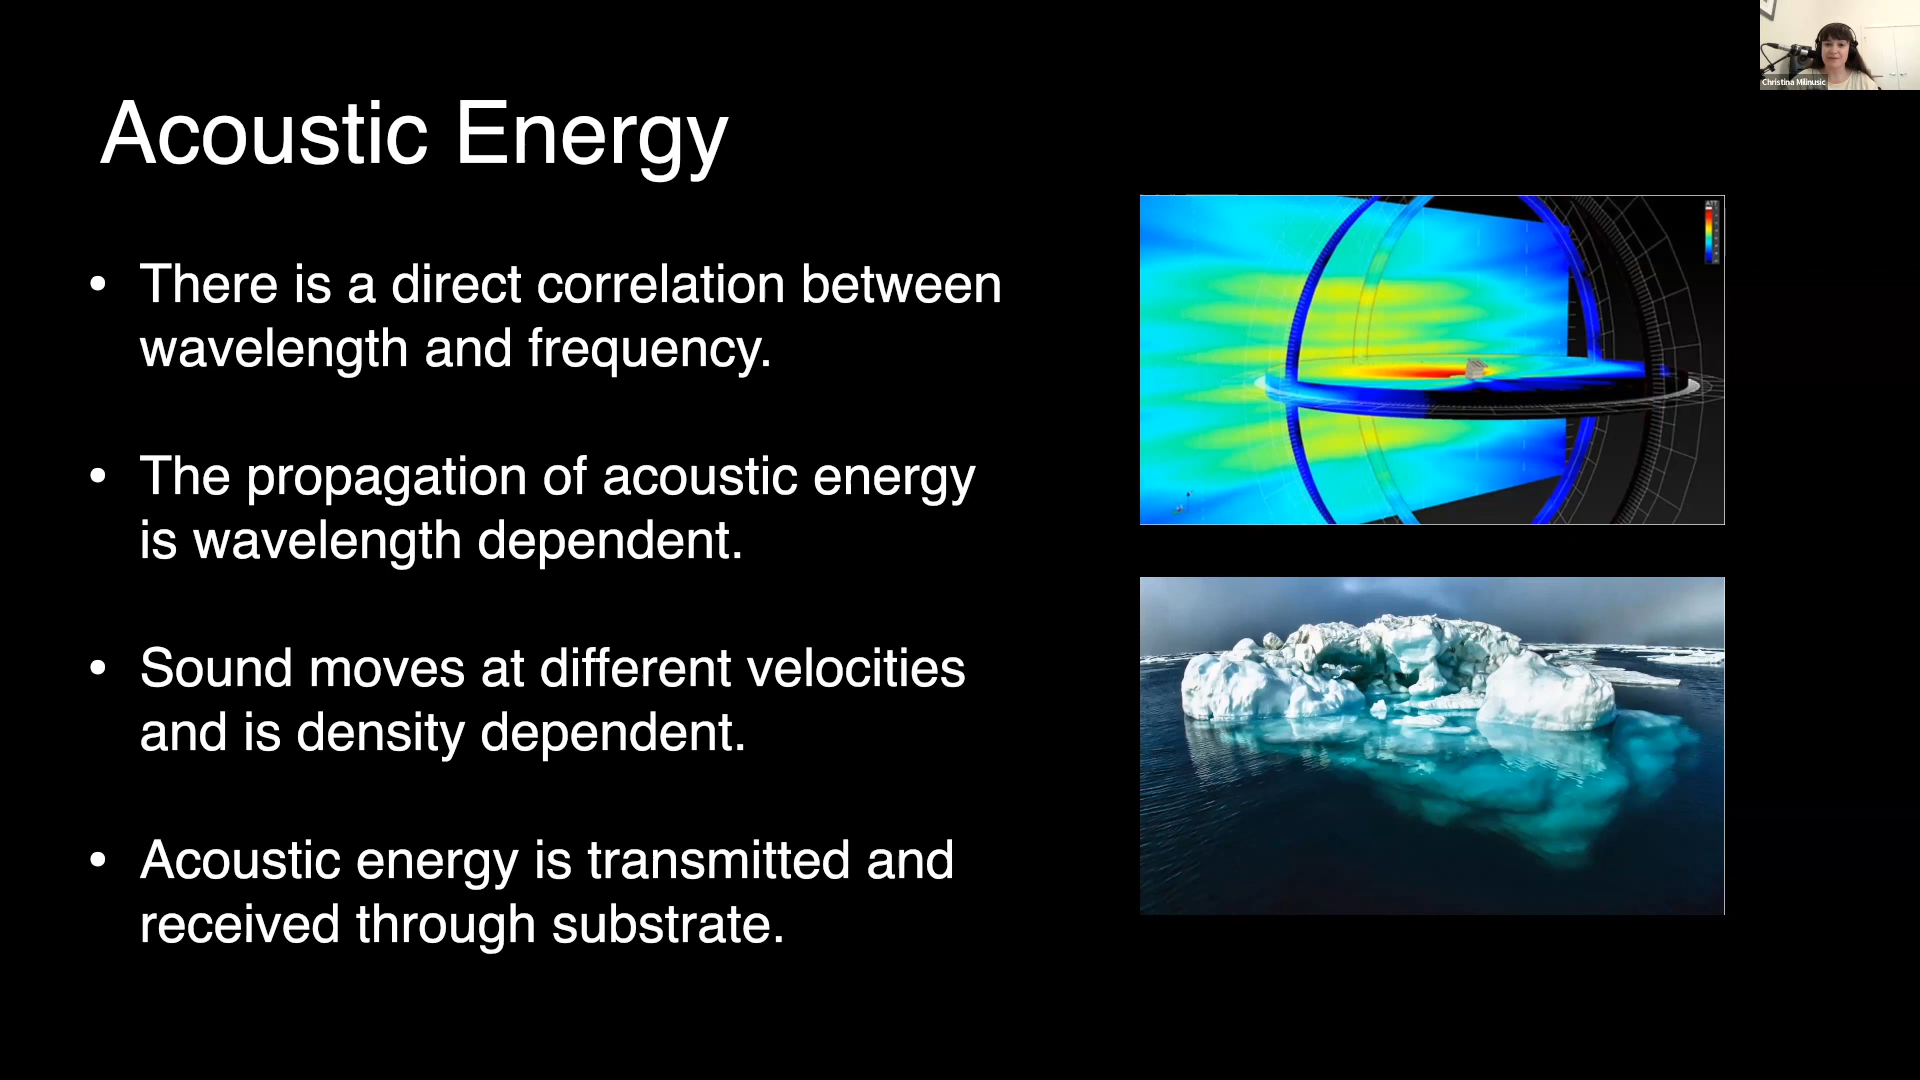 Christina Milinusic
Acoustic Energy
• There is a direct correlation between
wavelength and frequency.
• The propagation of acoustic energy
is wavelength dependent.
• Sound moves at different velocities
and is density dependent.
• Acoustic energy is transmitted and
received through substrate.
ATT